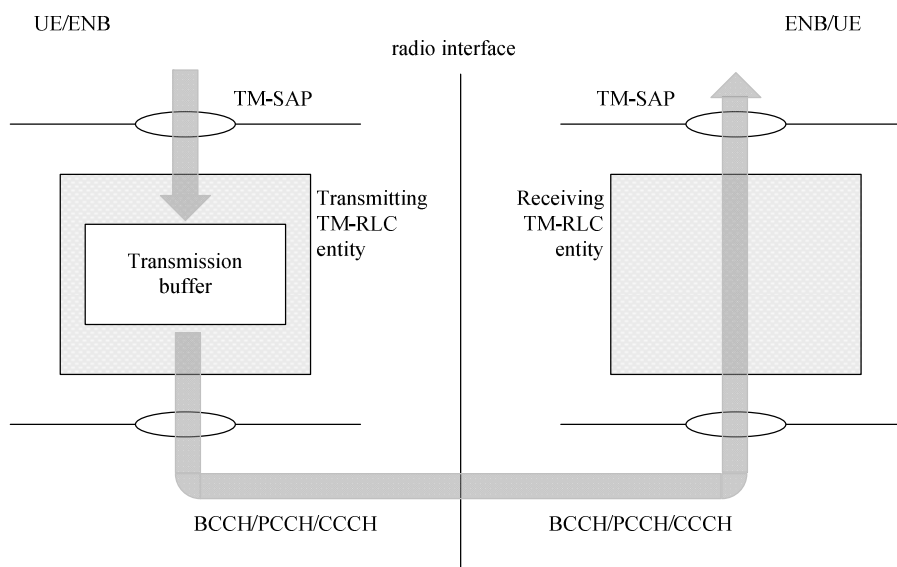 UE/ENB
ENB/UE
radio interface
TM-SAP
TM-SAP
Transmitting
TM-RLC
entity
Receiving
TM-RLC
entity
Transmission
buffer
BCCH/PCCH/CCCH
BCCH/PCCH/CCCH